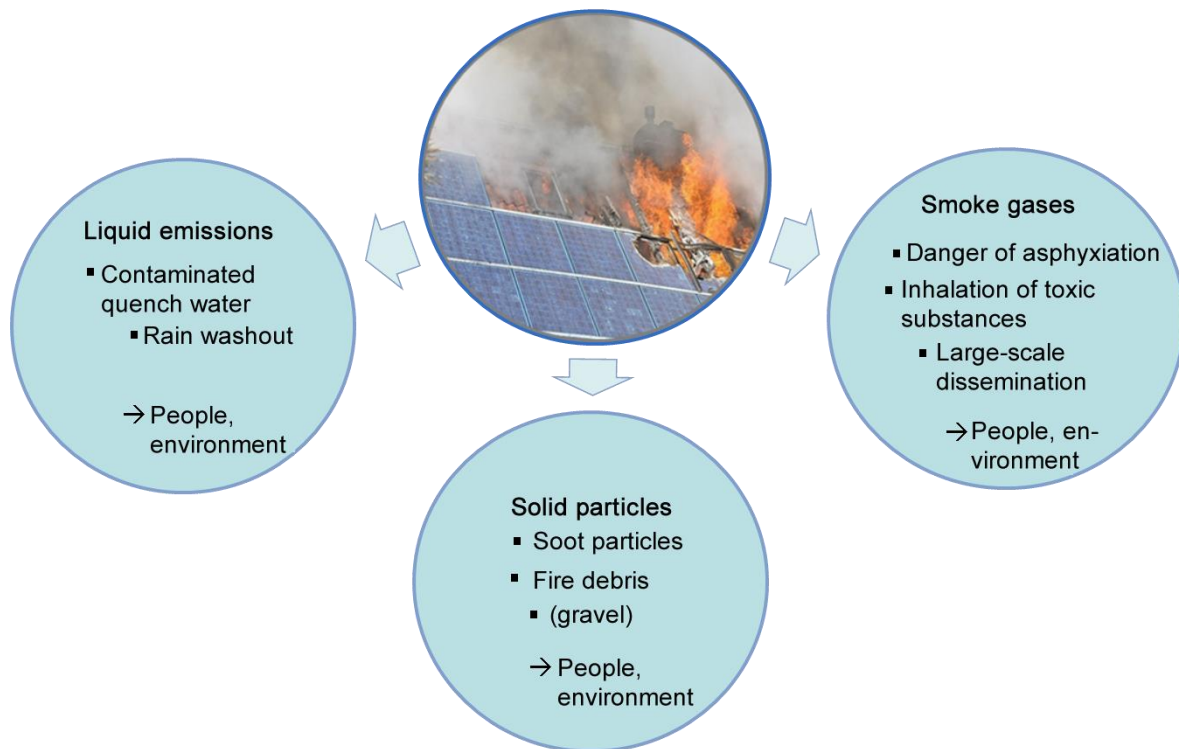 Liquid emissions
▪ Contaminated
quench water
▪ Rain washout
→ People,
environment
Solid particles
▪ Soot particles
▪ Fire debris
▪ (gravel)
→ People,
environment
Smoke gases
▪ Danger of asphyxiation
▪ Inhalation of toxic
substances
▪ Large-scale
dissemination
→ People, en-
vironment